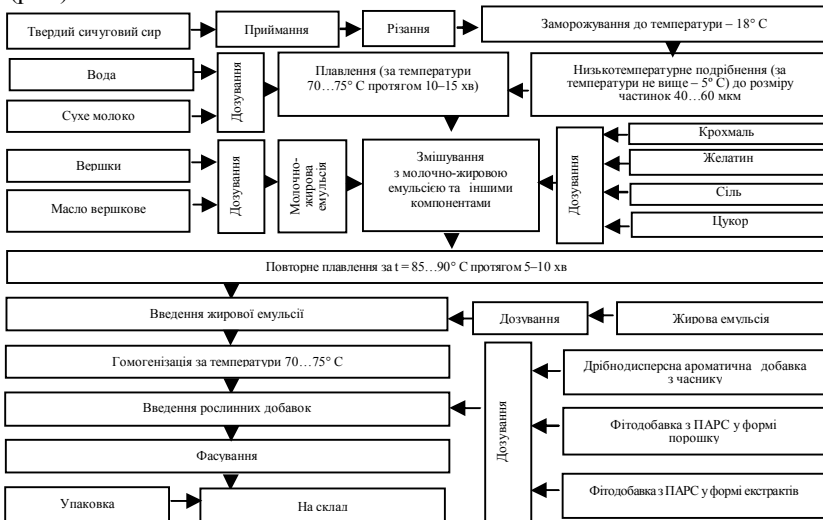 Твердий сичуговий сир
Приймання
Різання
Заморожування до температури – 18° С
Вода
Сухе молоко
Дозування
Плавлення (за температури
70…75° С протягом 10–15 хв)
Низькотемпературне подрібнення (за
температури не вище – 5º С) до розміру
частинок 40…60 мкм
Вершки
Масло вершкове
Дозування
Молочно-
жирова
емульсія
Змішування
з молочно-жировою
емульсією та іншими
компонентами
Дозування
Крохмаль
Желатин
Сіль
Цукор
Повторне плавлення за t = 85…90° С протягом 5–10 хв
Введення жирової емульсії
Дозування
Жирова емульсія
Гомогенізація за температури 70…75° С
Введення рослинних добавок
Фасування
Упаковка
На склад
Дозування
Дрібнодисперсна ароматична добавка
з часнику
Фітодобавка з ПАРС у формі
порошку
Фітодобавка з ПАРС у формі екстрактів